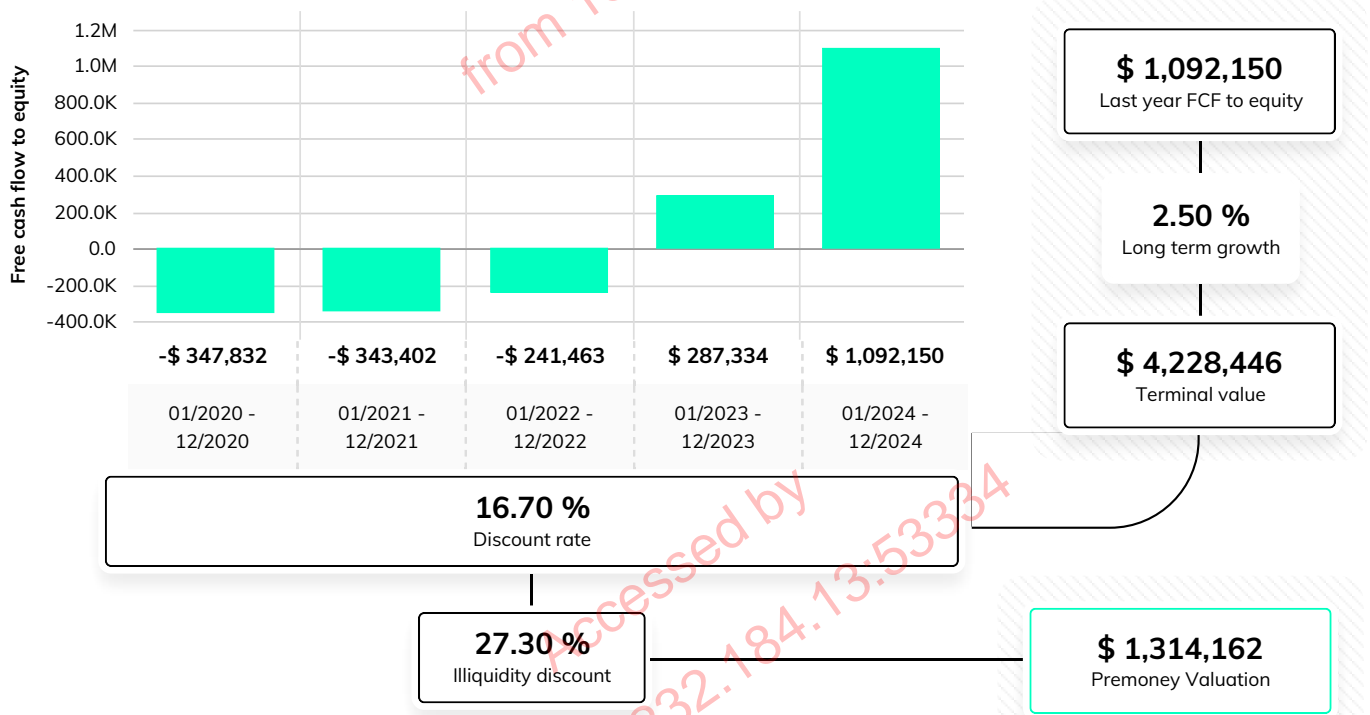 Free cash flow to equity
1.2M
1.0M
800.0K
600.0K
400.0K
200.0K
0.0
-200.0K
-400.0K
-$ 347,832
-$ 343,402
-$ 241,463
$ 287,334
$ 1,092,150
01/2020 -
12/2020
01/2021 -
12/2021
01/2022 -
12/2022
01/2023 -
12/2023
01/2024 -
12/2024
16.70 %
Discount rate
27.30 %
Illiquidity discount
$ 1,092,150
Last year FCF to equity
2.50 %
Long term growth
$ 4,228,446
Terminal value
$ 1,314,162
Premoney Valuation
from
Accessed by
232.184.13:53334